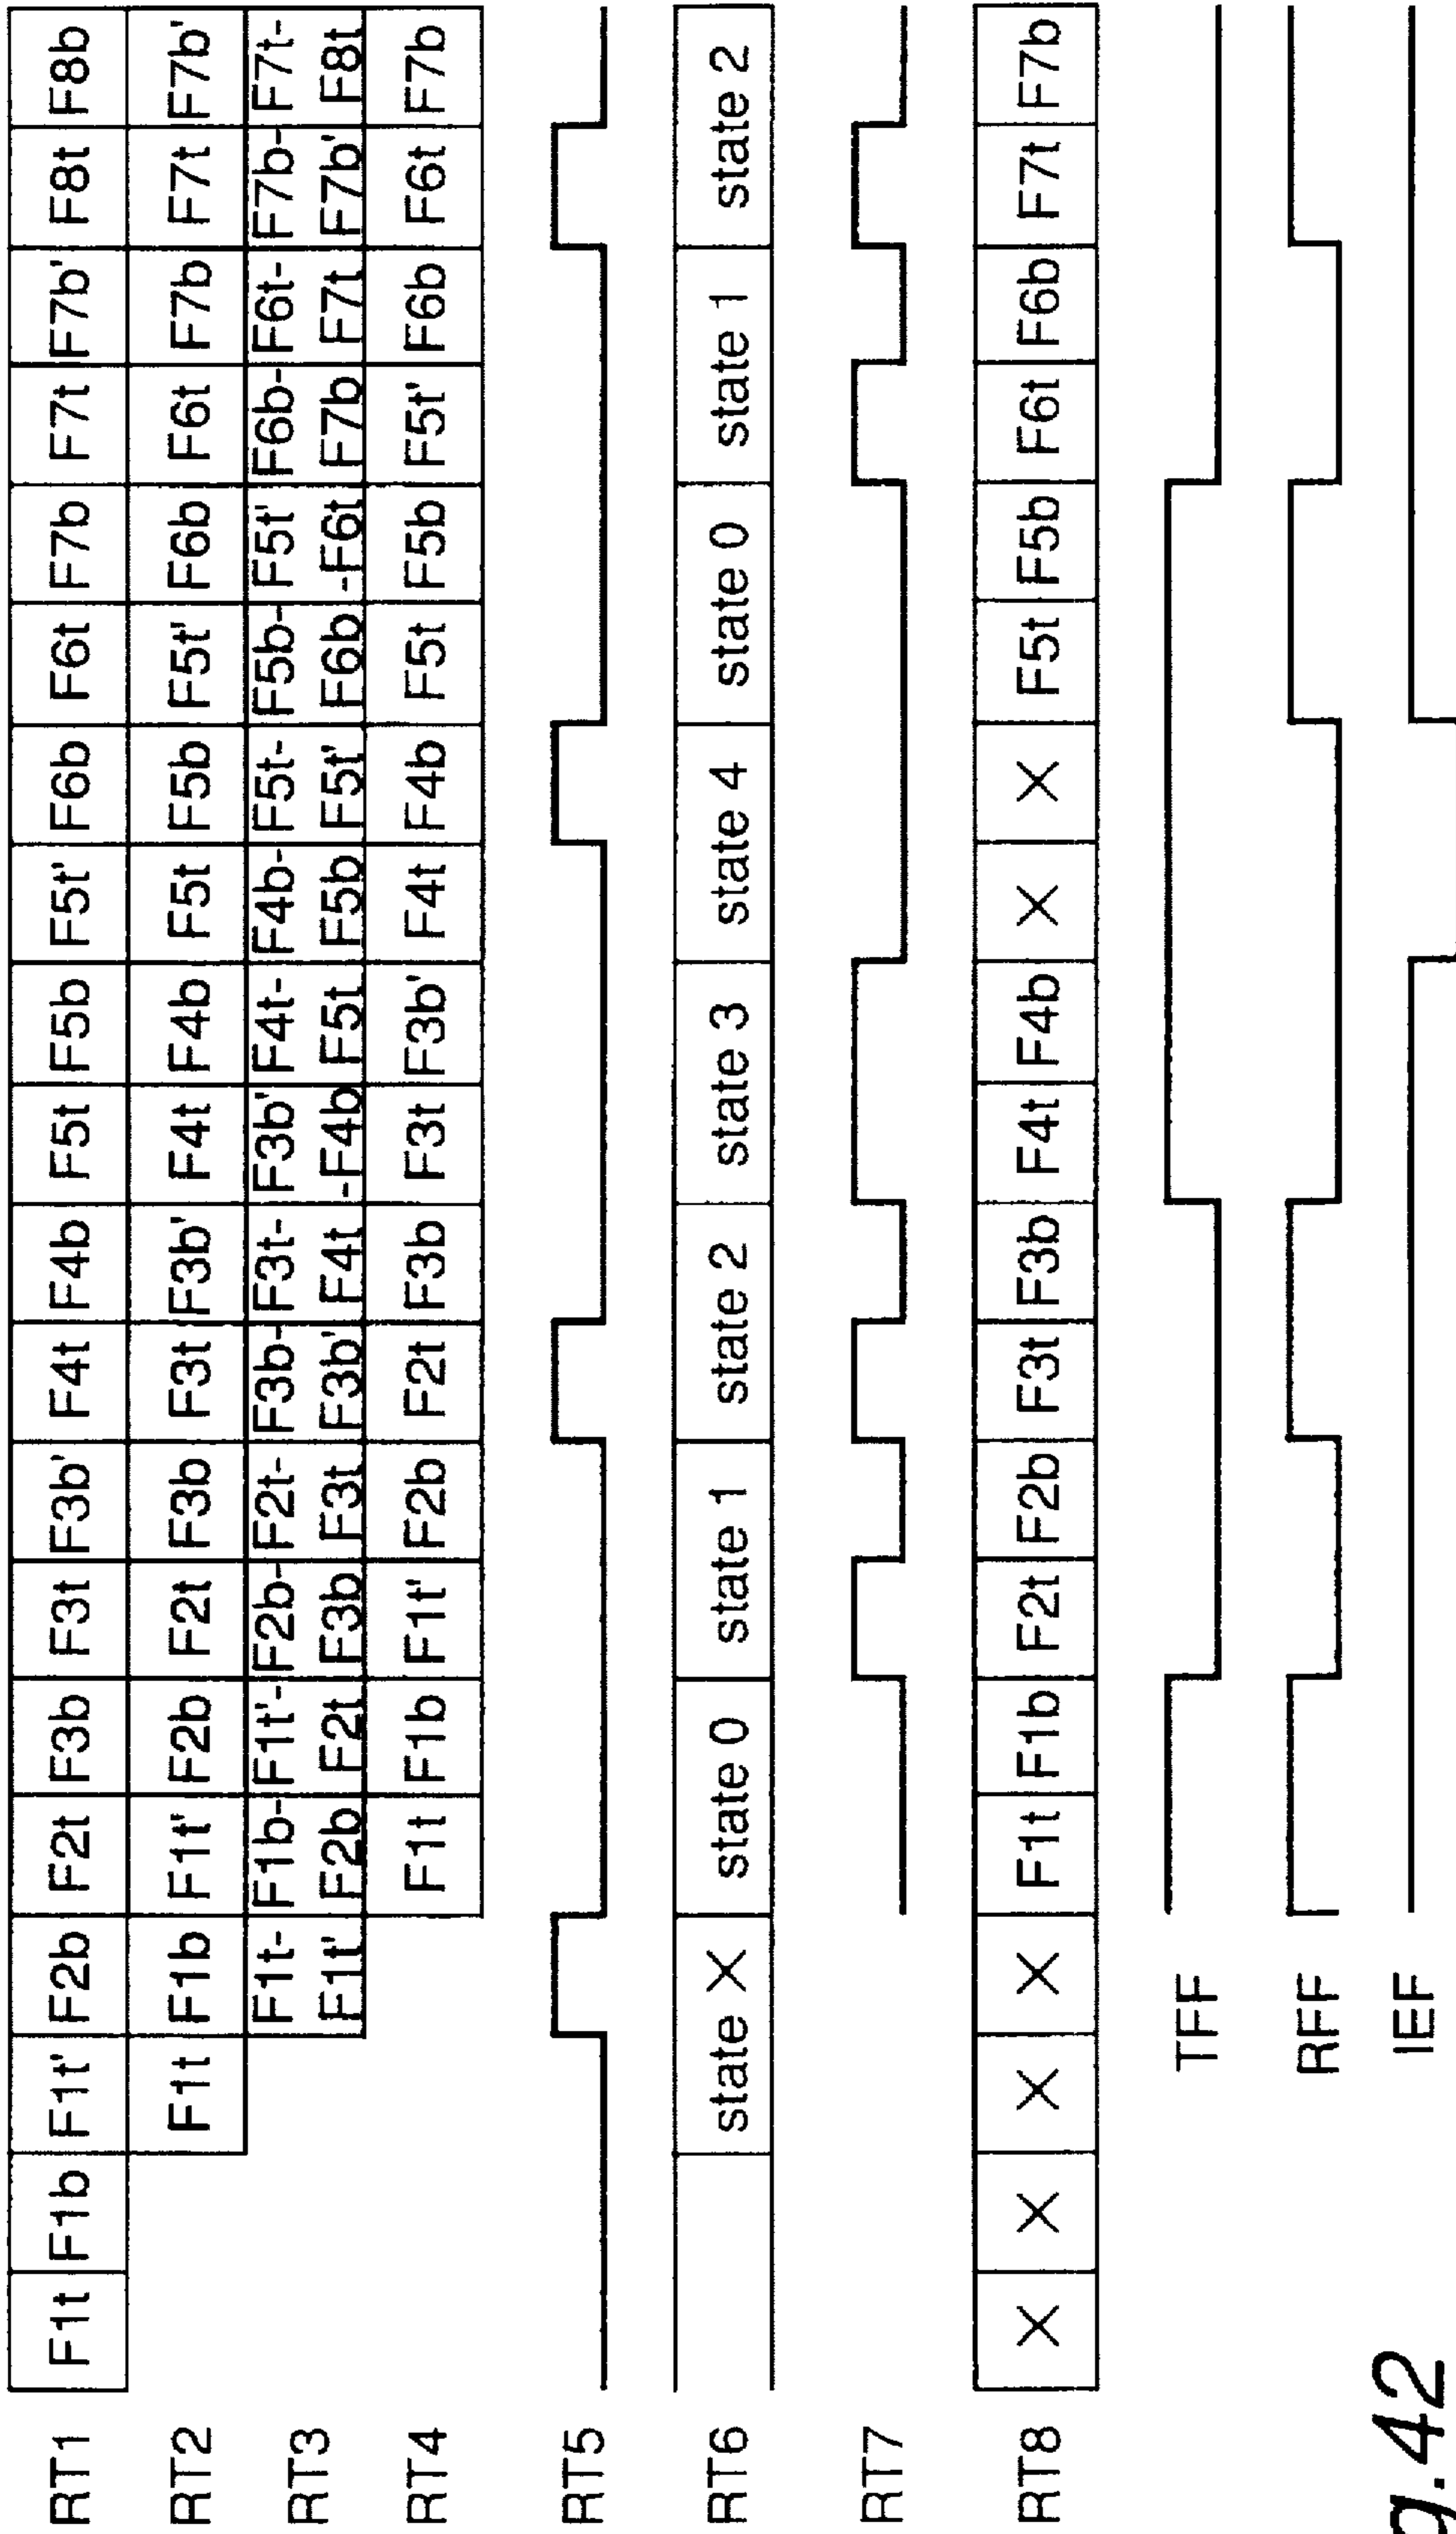 RT1 F1t F1b F1t' F2b F2t F3b F3t F3b' F4t F4b F5t F5b F5t' F6b F6t F7b F7t F7b' F8t F8b
RT2 F1t F1b F1t' F2b F2t F3b F3t F3b' F4t F4b F5t F5b F5t' F6b F6t F7b F7t F7b'
RT3 F1t- F1b- F1t'- F2b- F2t- F3b- F3t- F3b' F4t- F4b- F5t- F5b- F5t' F6b- F6t- F7b- F7t-
F1t' F2b F2t F3b F3t F3b' F4t -F4b F5t F5b F5t' F6b -F6t F7b F7t F7b' F8t
RT4 F1t F1b F1t' F2b F2t F3b F3t F3b' F4t F4b F5t F5b F5t' F6b F6t F7b
RT5
RT6 state X state 0 state 1 state 2 state 3 state 4 state 0 state 1 state 2
RT7
RT8 X X X X F1t F1b F2t F2b F3t F3b F4t F4b X X F5t F5b F6t F6b F7t F7b
TFF
RFF
IEF
g.42